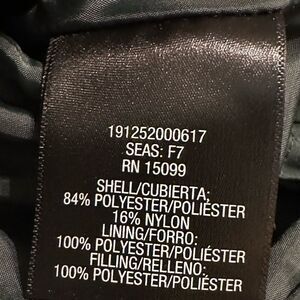 191252000617
SEAS: F7
RN 15099
SHELL/CUBIERTA:
84% POLYESTER/POLIÉSTER
16% NYLON
LINING/FORRO:
100% POLYESTER/POLIÉSTER
FILLING/RELLENO:
100% POLYESTER/POLIÉSTER